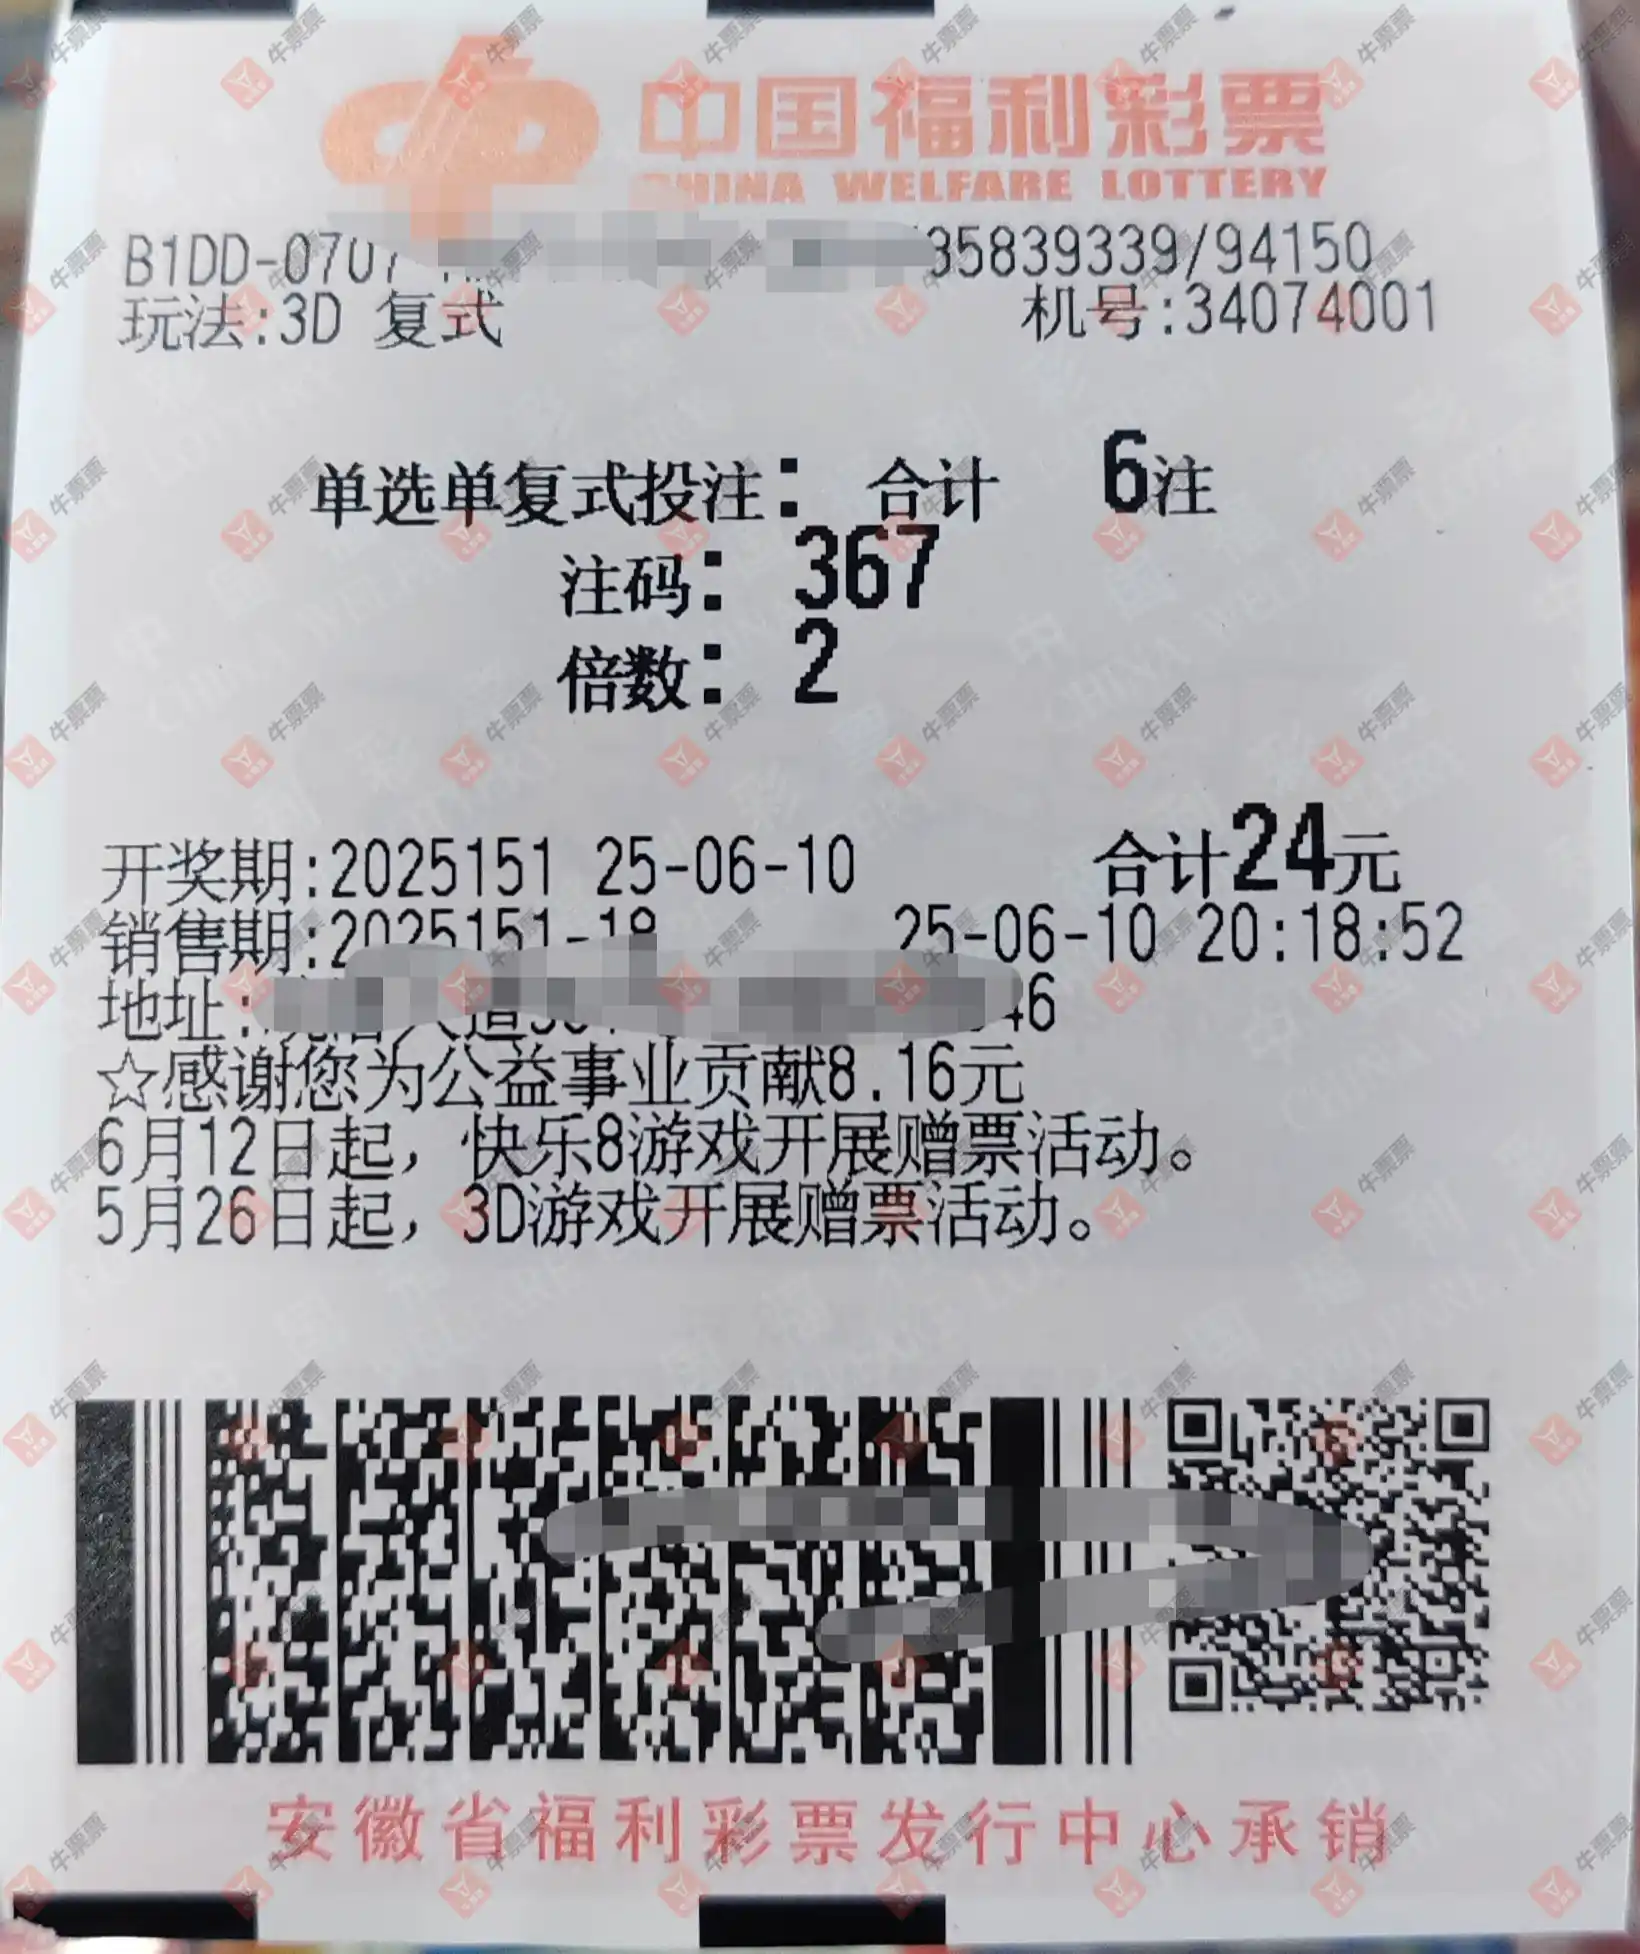 中国福利彩票
CHINA WELFARE LOTTERY
B1DD-0707 35839339/94150
玩法:3D 复式 机号:34074001
单选单复式投注: 合计 6注
注码: 367
倍数: 2
开奖期:2025151 25-06-10 合计24元
销售期:2025151-18 25-06-10 20:18:52
地址: 46
☆感谢您为公益事业贡献8.16元
6月12日起，快乐8游戏开展赠票活动。
5月26日起，3D游戏开展赠票活动。
安徽省福利彩票发行中心承销
牛票票